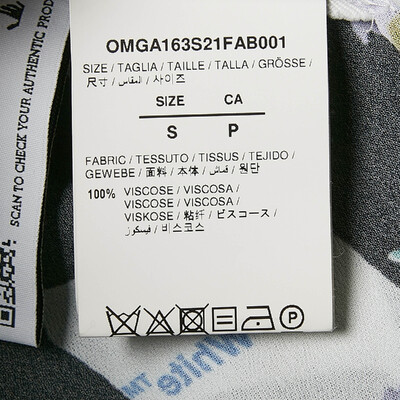 OMGA163S21FAB001
SIZE / TAGLIA / TAILLE / TALLA / GRÖSSE /
尺寸 / المقاس / 사이즈
SIZE CA
S P
FABRIC / TESSUTO / TISSUS / TEJIDO /
GEWEBE / 面料 / 本体 / قماش / 원단
100% VISCOSE / VISCOSA /
VISCOSE / VISCOSA /
VISKOSE / 粘纤 / ビスコース /
فيسكوز / 비스코스
P
SCAN TO CHECK YOUR AUTHENTIC PROD
White
TM